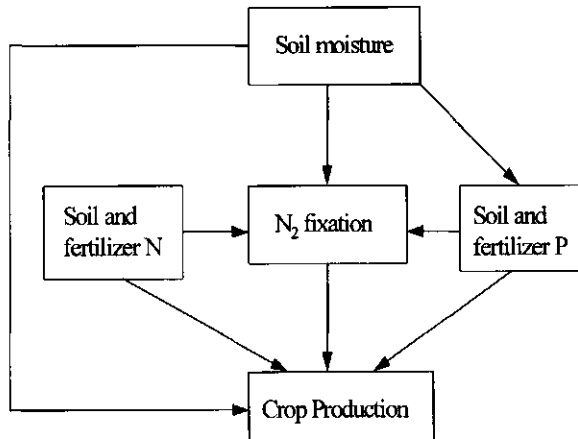 Soil moisture
Soil and
fertilizer N
N₂ fixation
Soil and
fertilizer P
Crop Production